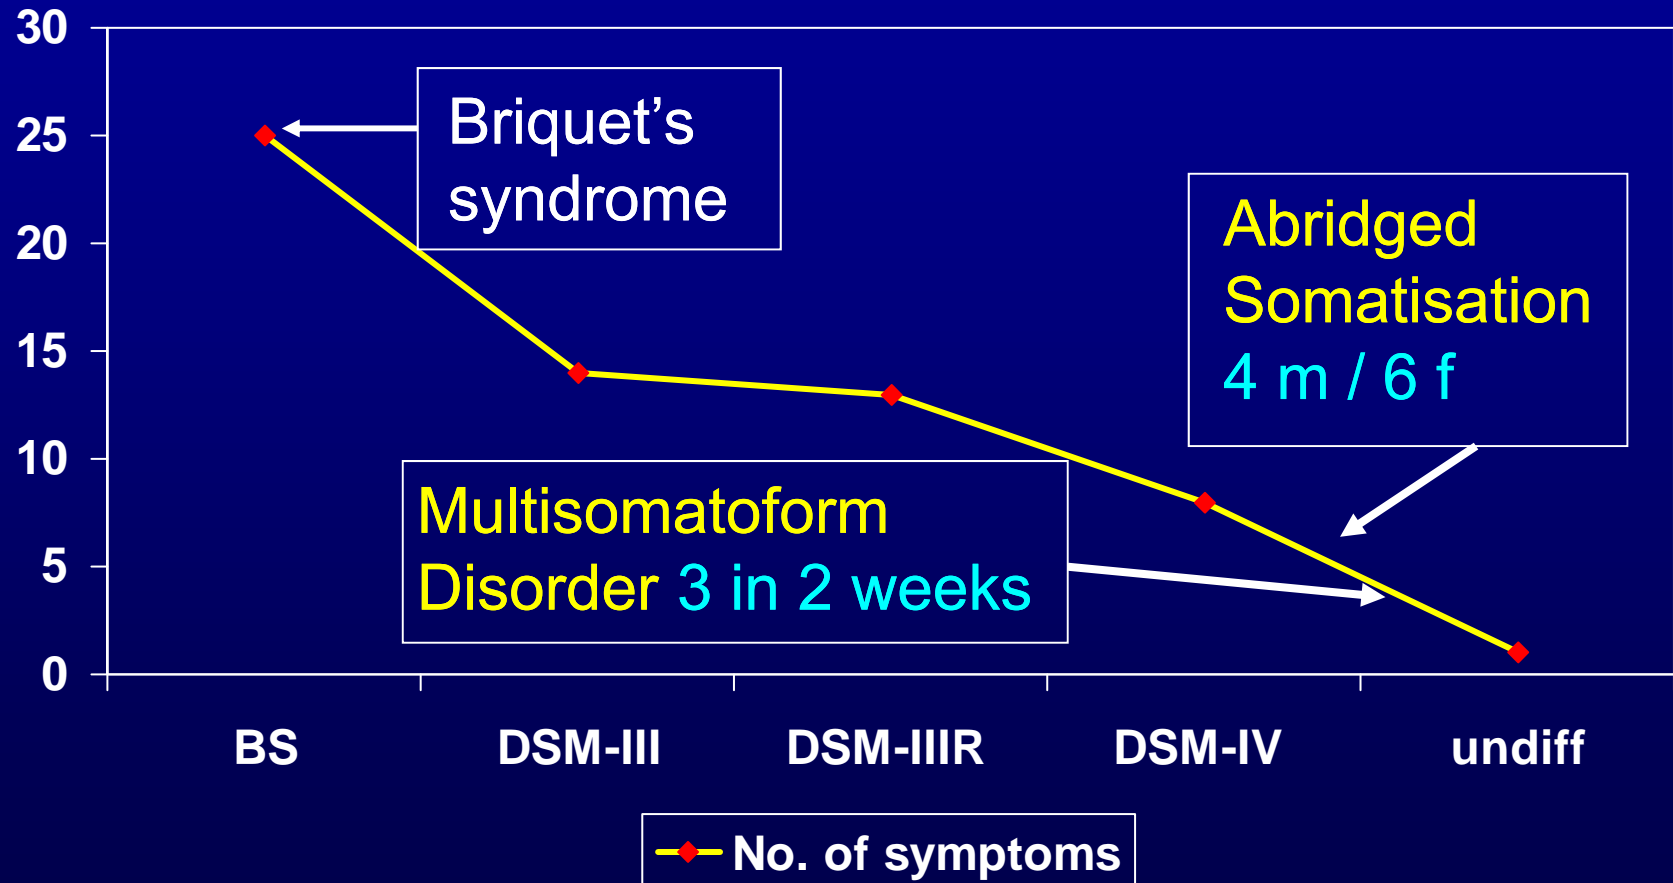 30
25
20
15
10
5
0
Briquet’s
syndrome
Abridged
Somatisation
4 m / 6 f
Multisomatoform
Disorder 3 in 2 weeks
BS DSM-III DSM-IIIR DSM-IV undiff
No. of symptoms